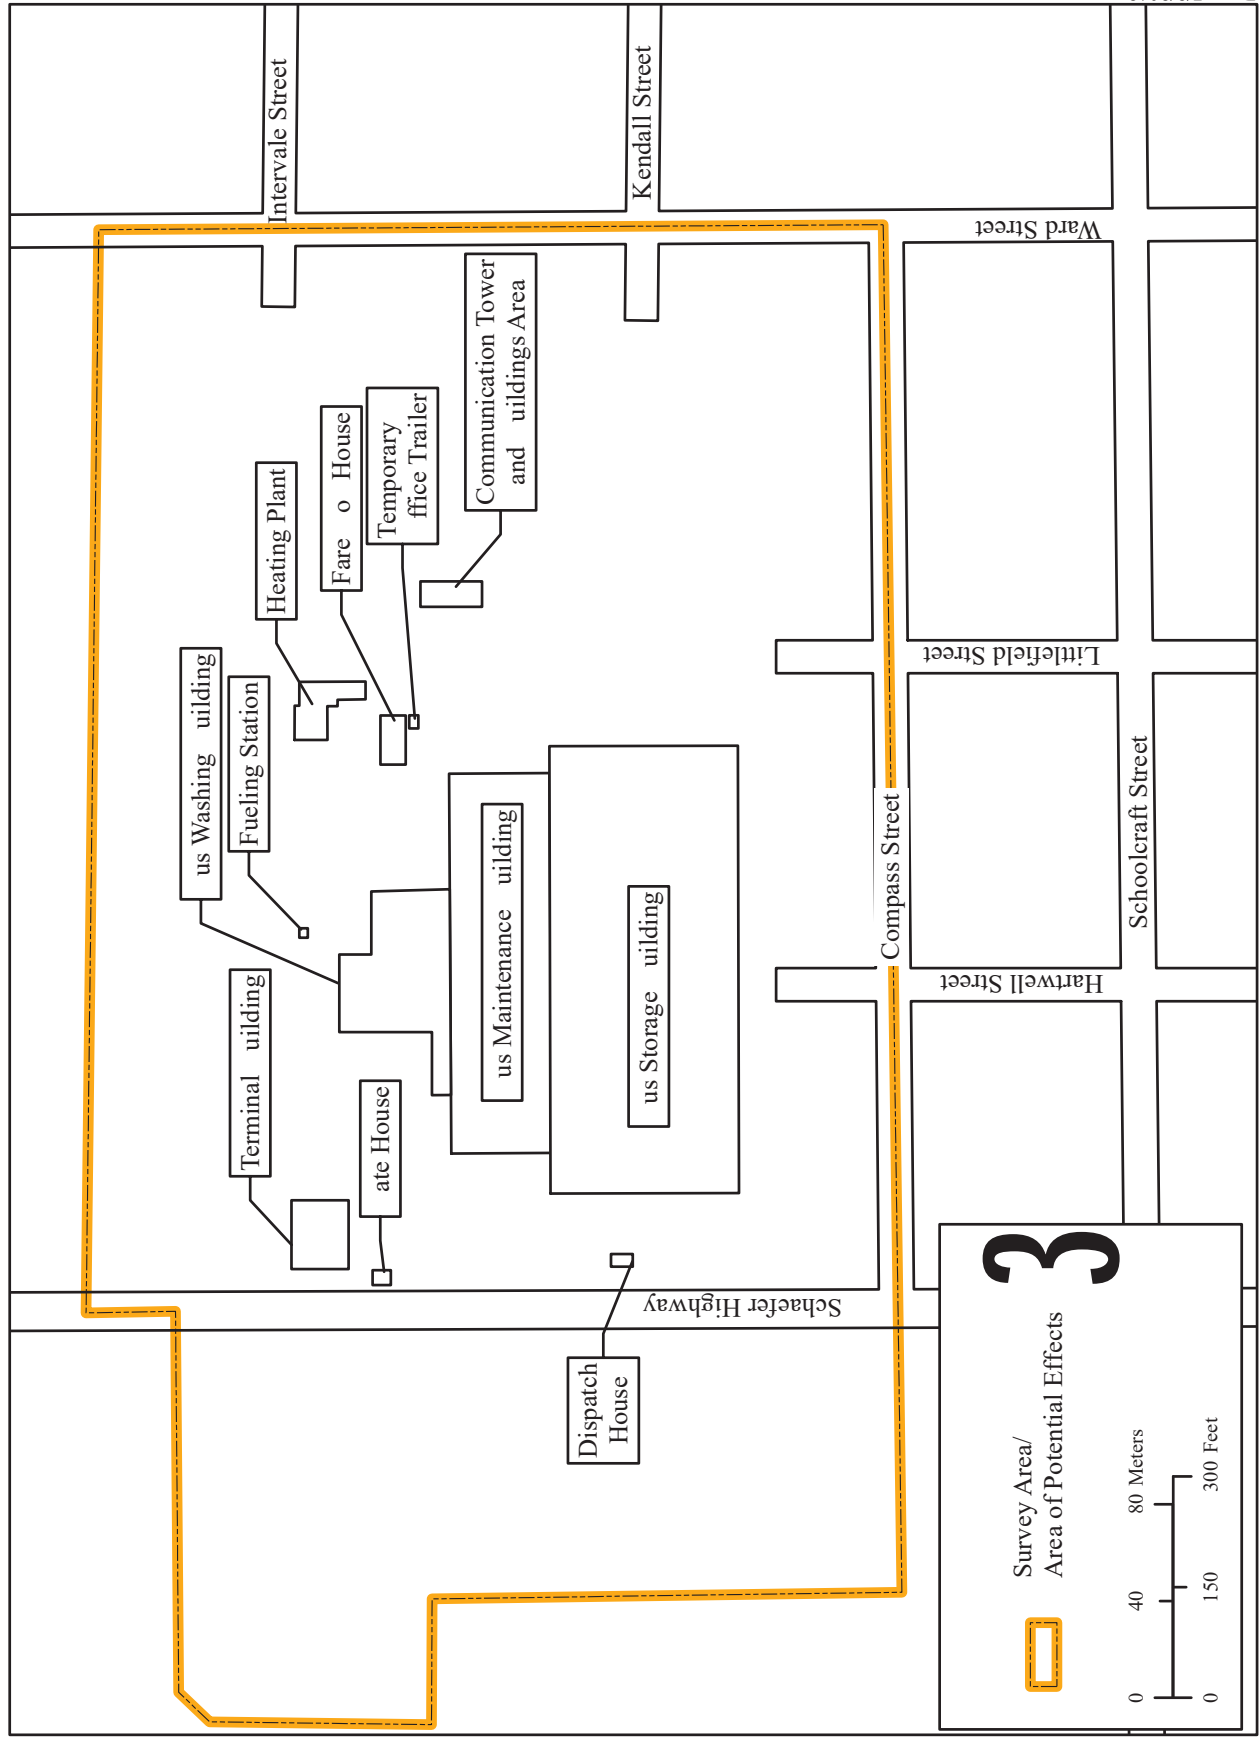 Intervale Street
Kendall Street
Ward Street
Communication Tower
and uildings Area
Temporary
ffice Trailer
Fare o House
Heating Plant
us Washing uilding
Fueling Station
Terminal uilding
ate House
us Maintenance uilding
us Storage uilding
Dispatch
House
Compass Street
Littlefield Street
Hartwell Street
Schoolcraft Street
Schaefer Highway
3
Survey Area/
Area of Potential Effects
0 40 80 Meters
0 150 300 Feet